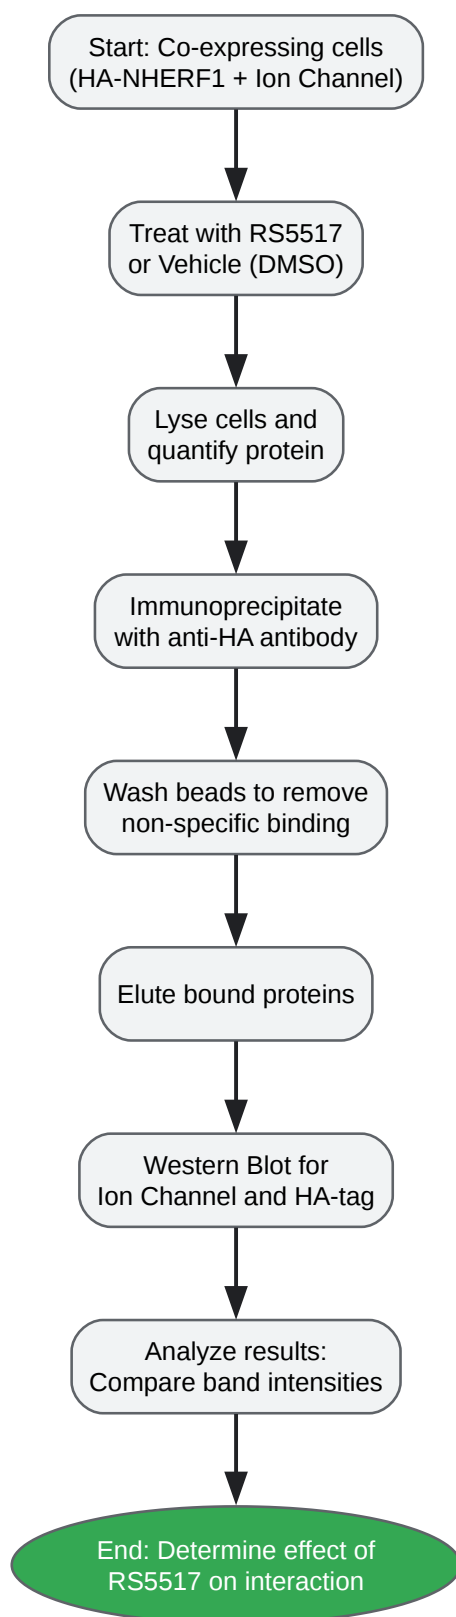 Start: Co-expressing cells
(HA-NHERF1 + Ion Channel)
Treat with RS5517
or Vehicle (DMSO)
Lyse cells and
quantify protein
Immunoprecipitate
with anti-HA antibody
Wash beads to remove
non-specific binding
Elute bound proteins
Western Blot for
Ion Channel and HA-tag
Analyze results:
Compare band intensities
End: Determine effect of
RS5517 on interaction